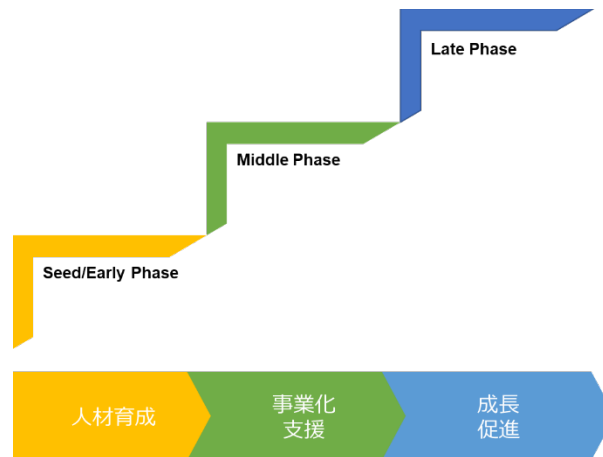 Late Phase
Middle Phase
Seed/Early Phase
人材育成
事業化
支援
成長
促進